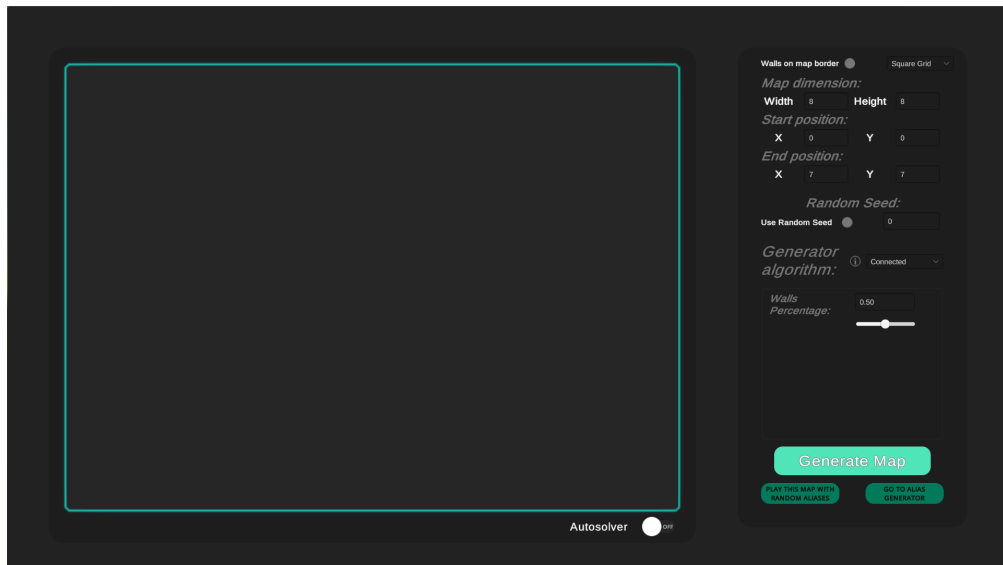 Walls on map border Square Grid
Map dimension:
Width 8 Height 8
Start position:
X 0 Y 0
End position:
X 7 Y 7
Random Seed:
Use Random Seed 0
Generator
algorithm: i Connected
Walls
Percentage: 0.50
Generate Map
PLAY THIS MAP WITH
RANDOM ALIASES
GO TO ALIAS
GENERATOR
Autosolver OFF